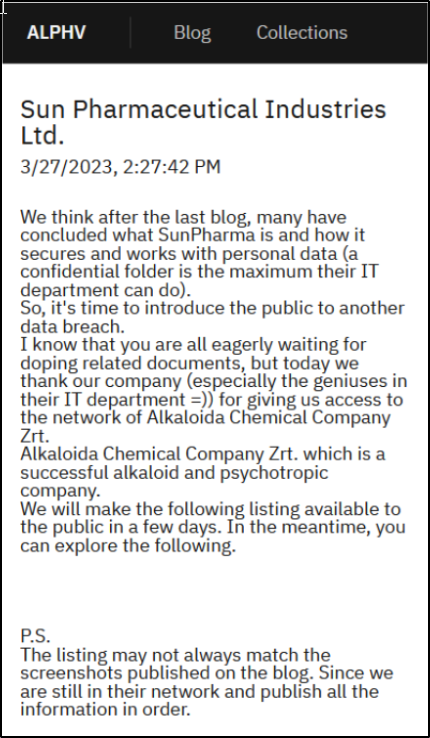 ALPHV Blog Collections
Sun Pharmaceutical Industries
Ltd.
3/27/2023, 2:27:42 PM
We think after the last blog, many have
concluded what SunPharma is and how it
secures and works with personal data (a
confidential folder is the maximum their IT
department can do).
So, it's time to introduce the public to another
data breach.
I know that you are all eagerly waiting for
doping related documents, but today we
thank our company (especially the geniuses in
their IT department =)) for giving us access to
the network of Alkaloida Chemical Company
Zrt.
Alkaloida Chemical Company Zrt. which is a
successful alkaloid and psychotropic
company.
We will make the following listing available to
the public in a few days. In the meantime, you
can explore the following.
P.S.
The listing may not always match the
screenshots published on the blog. Since we
are still in their network and publish all the
information in order.